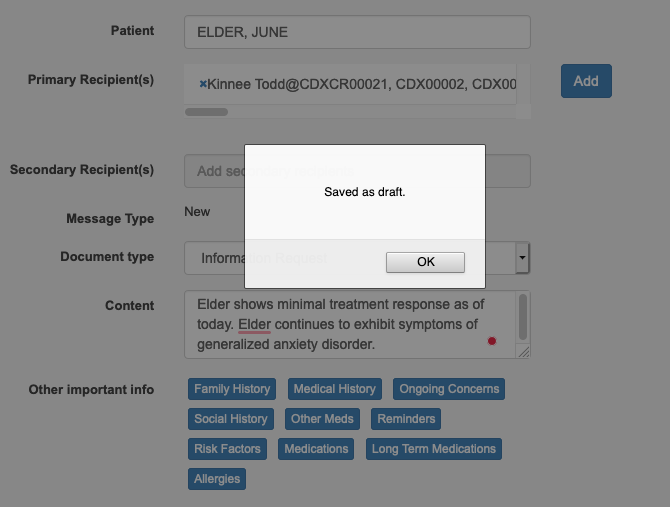 Patient
ELDER, JUNE
Primary Recipient(s)
×Kinnee Todd@CDXCR00021, CDX00002, CDX00
Add
Secondary Recipient(s)
Add sec
Saved as draft.
Message Type
New
Document type
Information Request
OK
Content
Elder shows minimal treatment response as of
today. Elder continues to exhibit symptoms of
generalized anxiety disorder.
Other important info
Family History
Medical History
Ongoing Concerns
Social History
Other Meds
Reminders
Risk Factors
Medications
Long Term Medications
Allergies